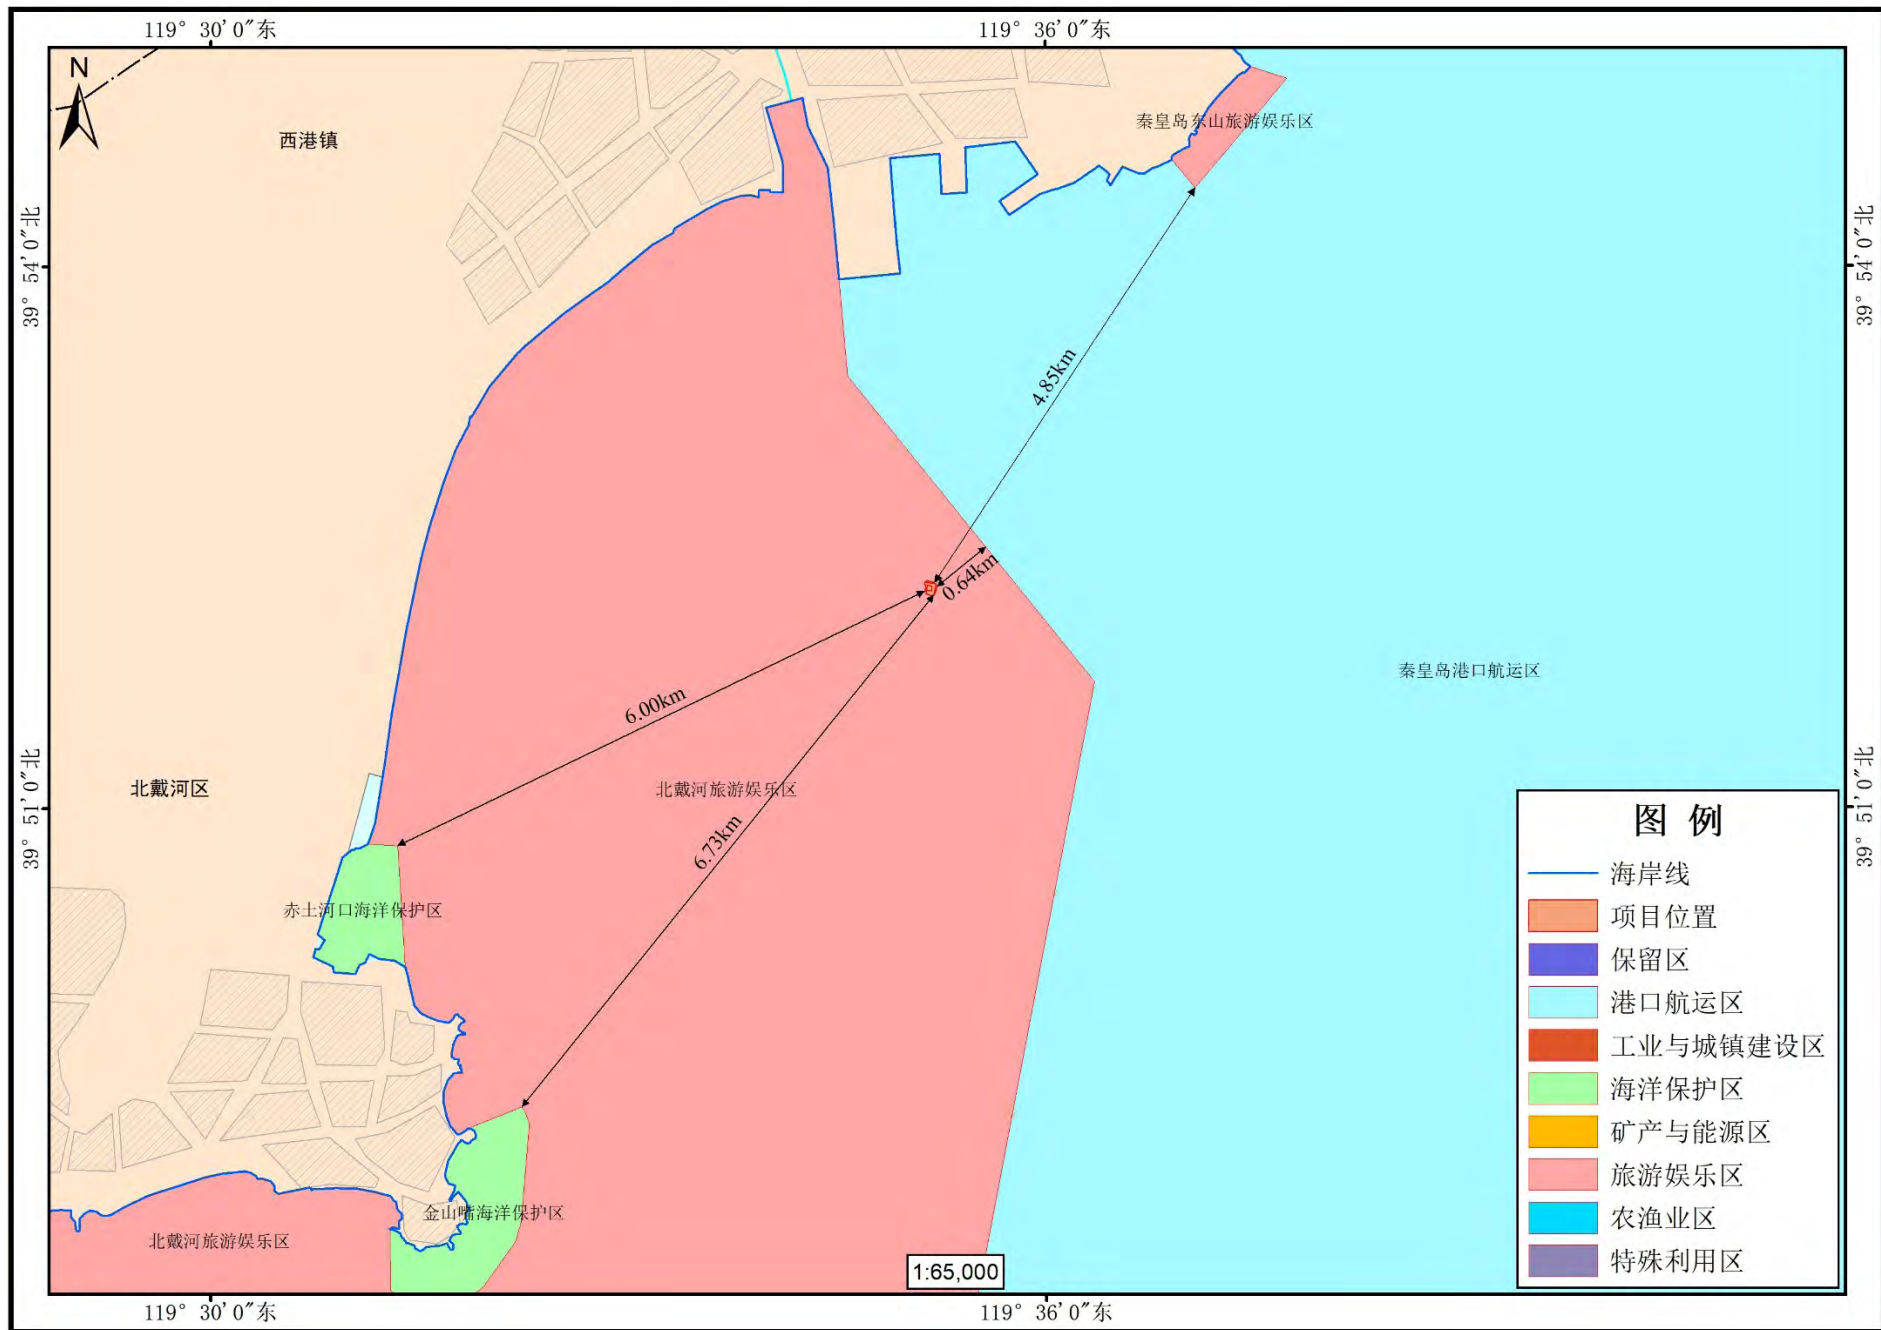 119° 30′ 0″东
119° 36′ 0″东
N
西港镇
秦皇岛东山旅游娱乐区
39° 54′ 0″北
39° 54′ 0″北
4.85km
0.64km
秦皇岛港口航运区
6.00km
北戴河区
北戴河旅游娱乐区
6.73km
39° 51′ 0″北
39° 51′ 0″北
赤土河口海洋保护区
金山嘴海洋保护区
北戴河旅游娱乐区
1:65,000
图 例
海岸线
项目位置
保留区
港口航运区
工业与城镇建设区
海洋保护区
矿产与能源区
旅游娱乐区
农渔业区
特殊利用区
119° 30′ 0″东
119° 36′ 0″东